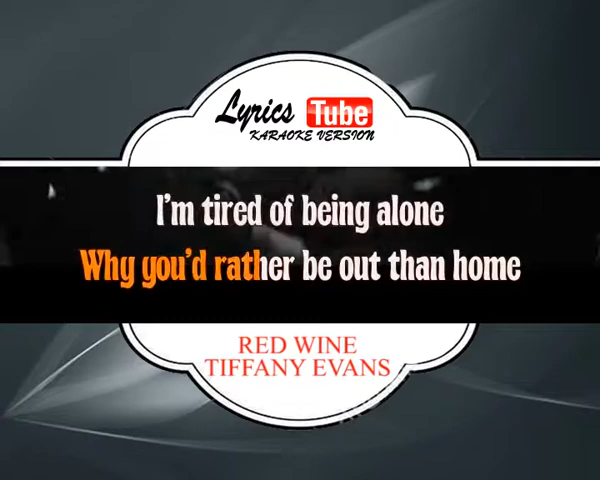 Lyrics Tube
KARAOKE VERSION
I'm tired of being alone
Why you'd rather be out than home
RED WINE
TIFFANY EVANS